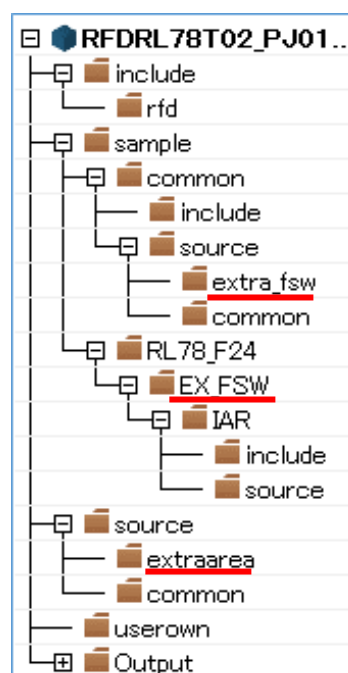 RFDRL78T02_PJ01...
include
rfd
sample
common
include
source
extra_fsw
common
RL78_F24
EX_FSW
IAR
include
source
source
extraarea
common
userown
Output